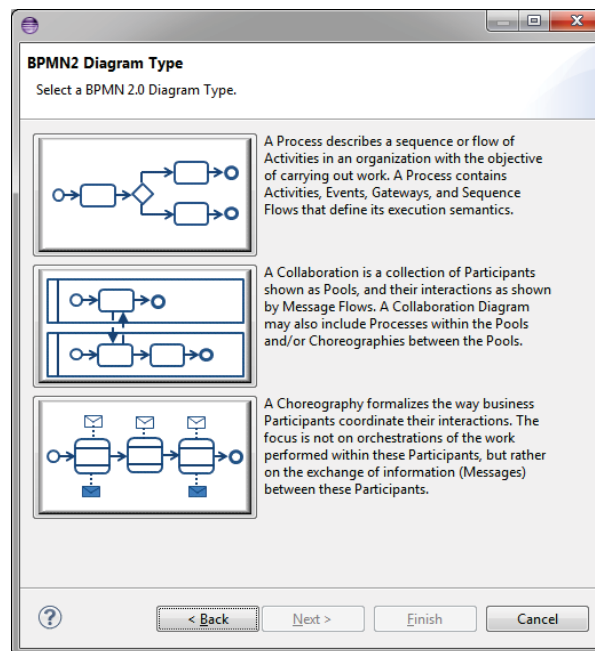 BPMN2 Diagram Type
Select a BPMN 2.0 Diagram Type.
A Process describes a sequence or flow of
Activities in an organization with the objective
of carrying out work. A Process contains
Activities, Events, Gateways, and Sequence
Flows that define its execution semantics.
A Collaboration is a collection of Participants
shown as Pools, and their interactions as shown
by Message Flows. A Collaboration Diagram
may also include Processes within the Pools
and/or Choreographies between the Pools.
A Choreography formalizes the way business
Participants coordinate their interactions. The
focus is not on orchestrations of the work
performed within these Participants, but rather
on the exchange of information (Messages)
between these Participants.
? < Back Next > Finish Cancel